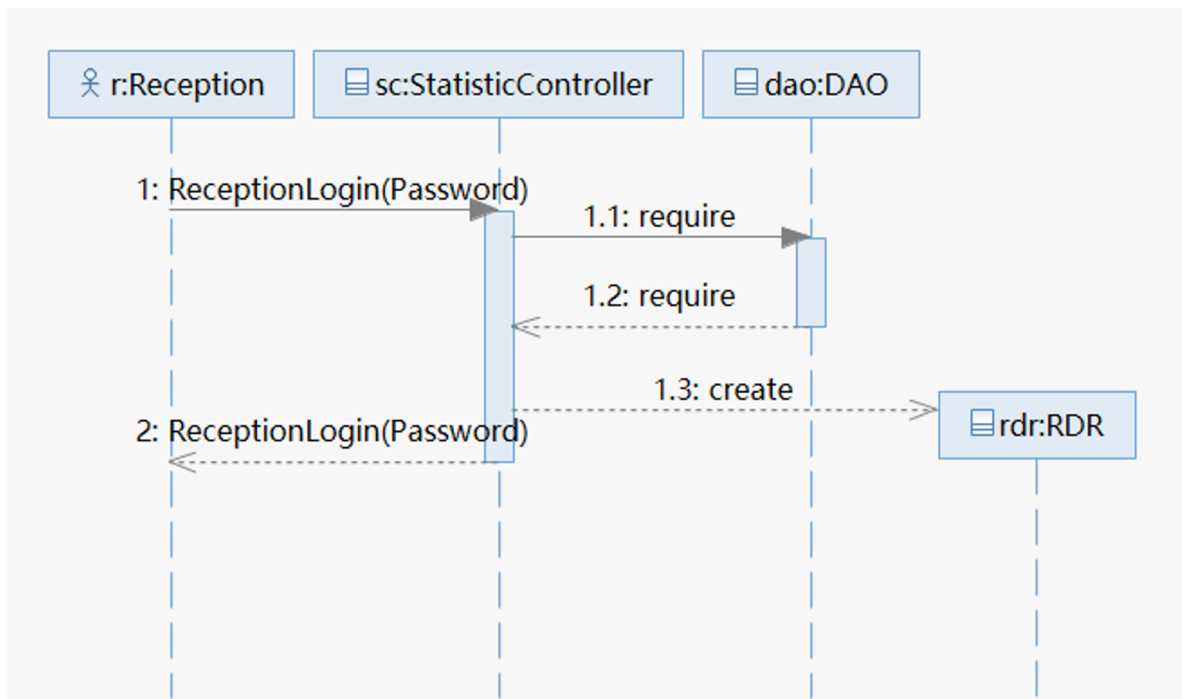 r:Reception
sc:StatisticController
dao:DAO
1: ReceptionLogin(Password)
1.1: require
1.2: require
1.3: create
rdr:RDR
2: ReceptionLogin(Password)